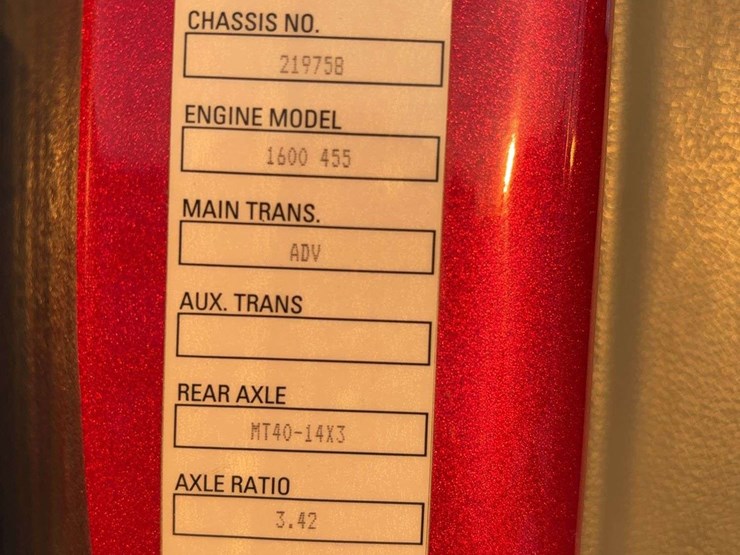 CHASSIS NO.
219758
ENGINE MODEL
1600 455
MAIN TRANS.
ADV
AUX. TRANS
REAR AXLE
MT40-14X3
AXLE RATIO
3.42